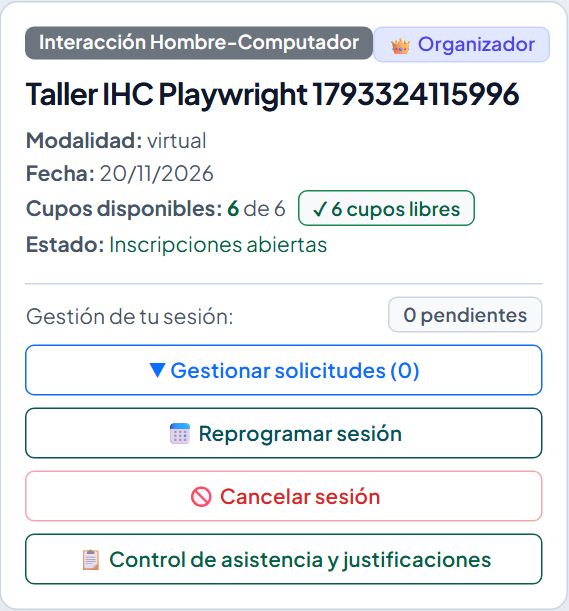 Interacción Hombre-Computador
👑 Organizador
Taller IHC Playwright 1793324115996
Modalidad: virtual
Fecha: 20/11/2026
Cupos disponibles: 6 de 6 ✓ 6 cupos libres
Estado: Inscripciones abiertas
Gestión de tu sesión: 0 pendientes
▼ Gestionar solicitudes (0)
📅 Reprogramar sesión
🚫 Cancelar sesión
📋 Control de asistencia y justificaciones